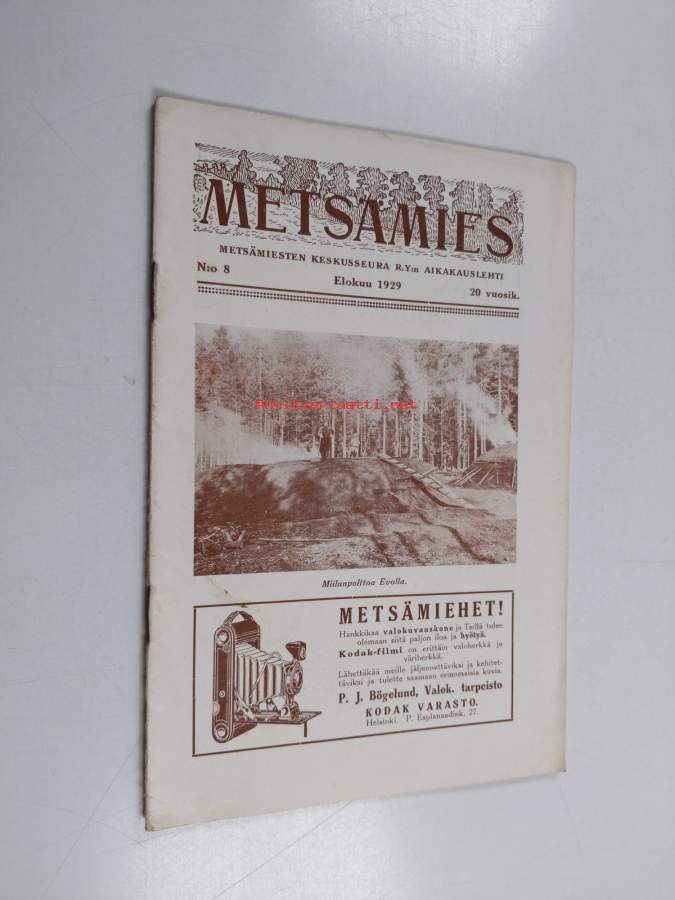 METSÄMIES
METSÄMIESTEN KESKUSSEURA R.Y:n AIKAKAUSLEHTI
N:o 8
Elokuu 1929
20 vuosik.
Antikvariaatti.net
Miilunpolttoa Evolla.
METSÄMIEHET!
Hankkikaa valokuvauskone ja Teillä tulee
olemaan siitä paljon iloa ja hyötyä.
Kodak-filmi on erittäin valoherkkä ja
väriherkkä.
Lähettäkää meille jäljennettäviksi ja kehitet-
täviksi ja tulette saamaan erinomaisia kuvia.
P. J. Bögelund, Valok. tarpeisto
KODAK VARASTO.
Helsinki. P. Esplanaadink. 27.